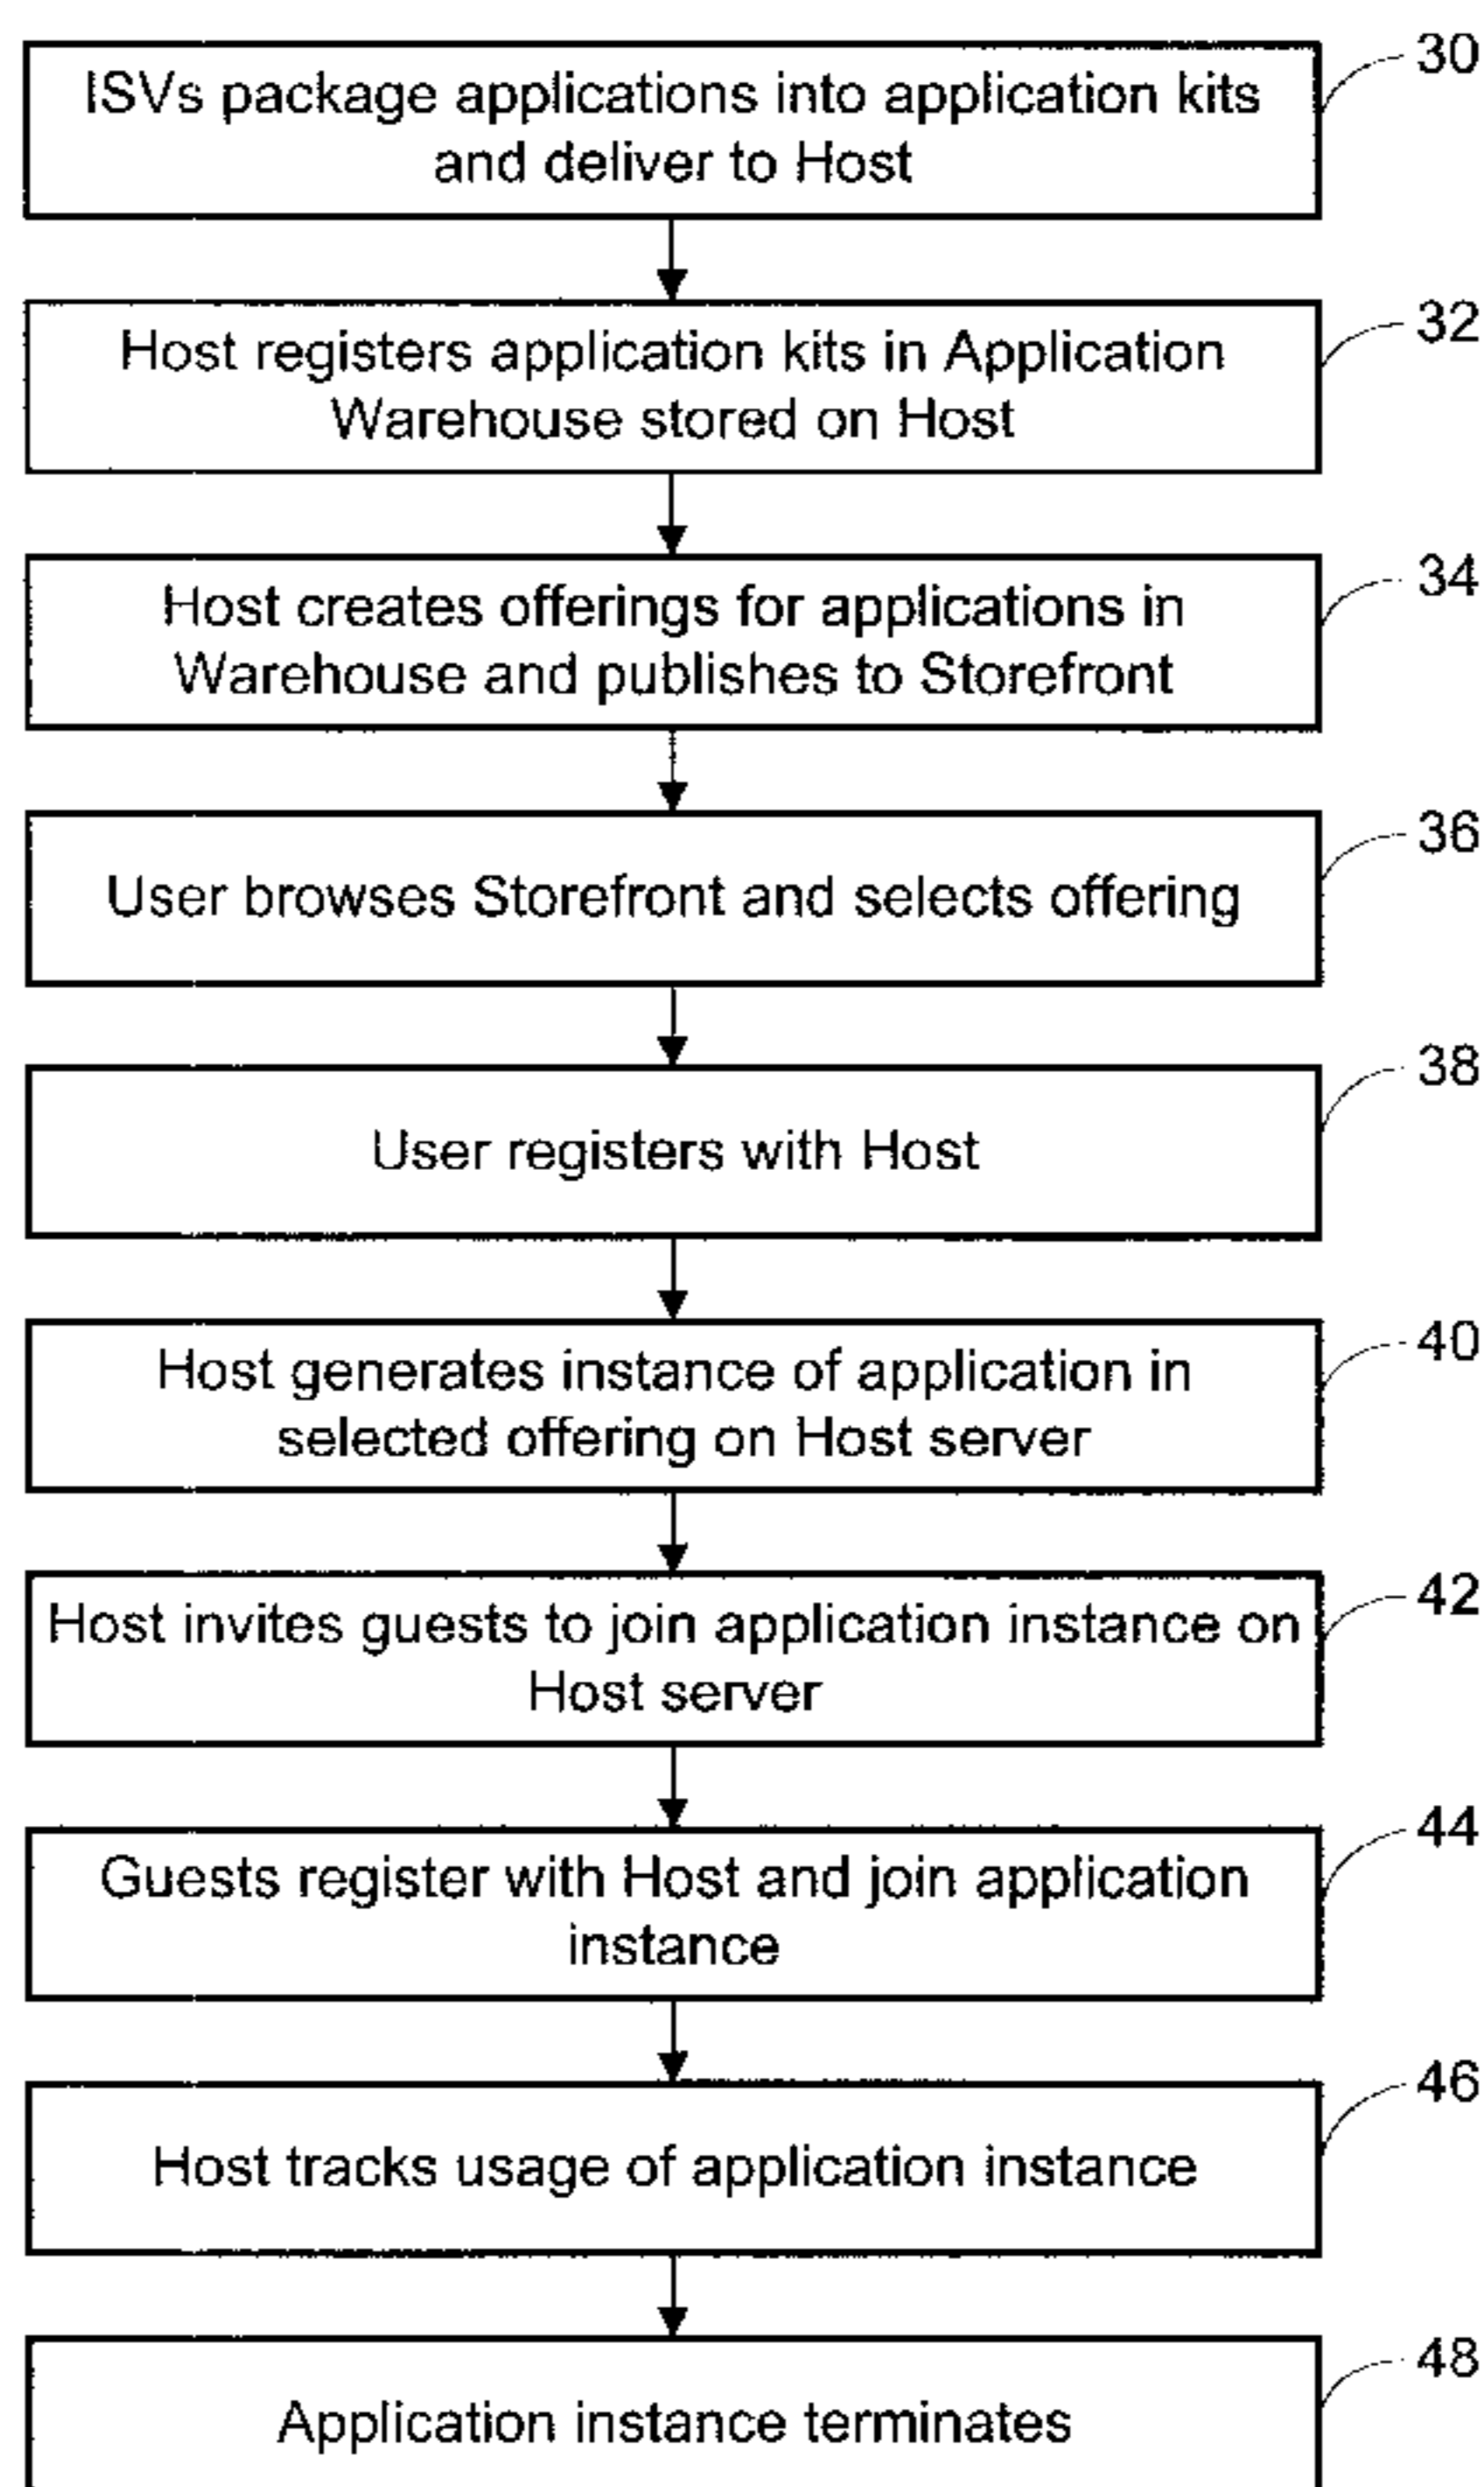 30
ISVs package applications into application kits
and deliver to Host
32
Host registers application kits in Application
Warehouse stored on Host
34
Host creates offerings for applications in
Warehouse and publishes to Storefront
36
User browses Storefront and selects offering
38
User registers with Host
40
Host generates instance of application in
selected offering on Host server
42
Host invites guests to join application instance on
Host server
44
Guests register with Host and join application
instance
46
Host tracks usage of application instance
48
Application instance terminates